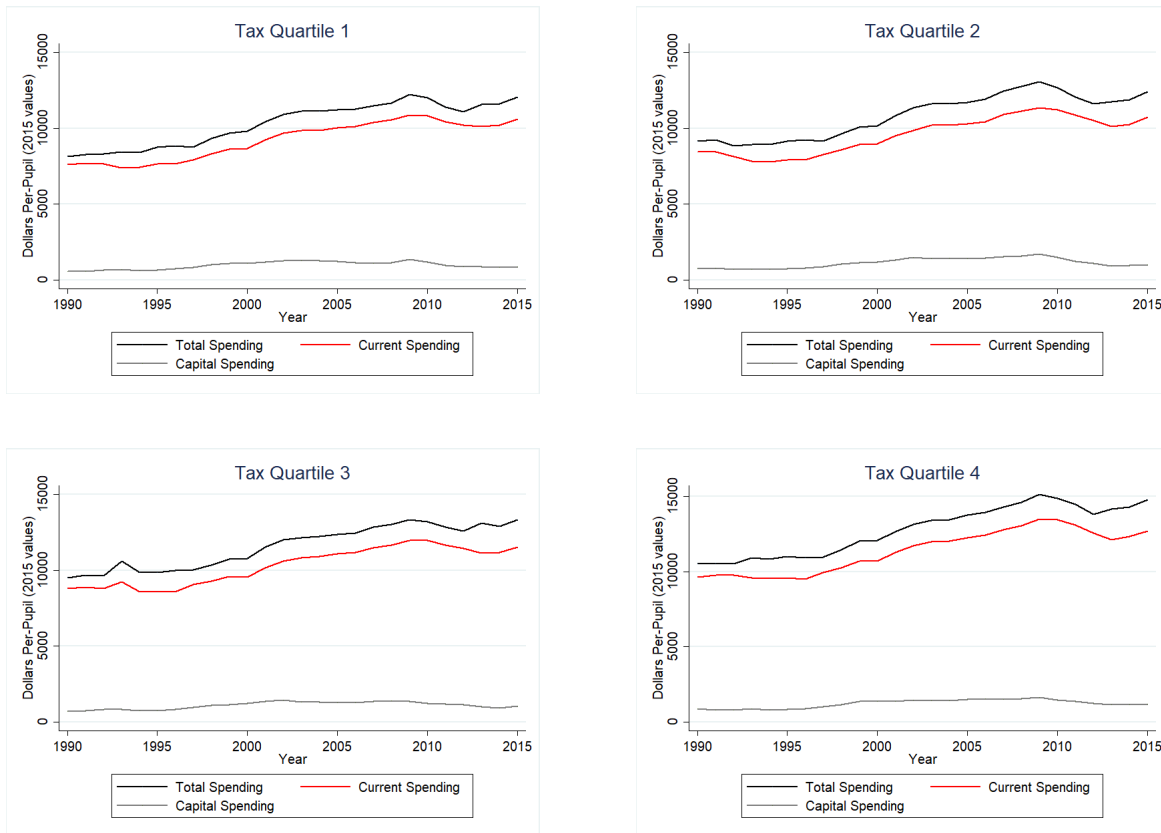 Tax Quartile 1
Dollars Per-Pupil (2015 values)
15000
10000
5000
0
1990 1995 2000 2005 2010 2015
Year
Total Spending Current Spending
Capital Spending
Tax Quartile 2
Dollars Per-Pupil (2015 values)
15000
10000
5000
0
1990 1995 2000 2005 2010 2015
Year
Total Spending Current Spending
Capital Spending
Tax Quartile 3
Dollars Per-Pupil (2015 values)
15000
10000
5000
0
1990 1995 2000 2005 2010 2015
Year
Total Spending Current Spending
Capital Spending
Tax Quartile 4
Dollars Per-Pupil (2015 values)
15000
10000
5000
0
1990 1995 2000 2005 2010 2015
Year
Total Spending Current Spending
Capital Spending